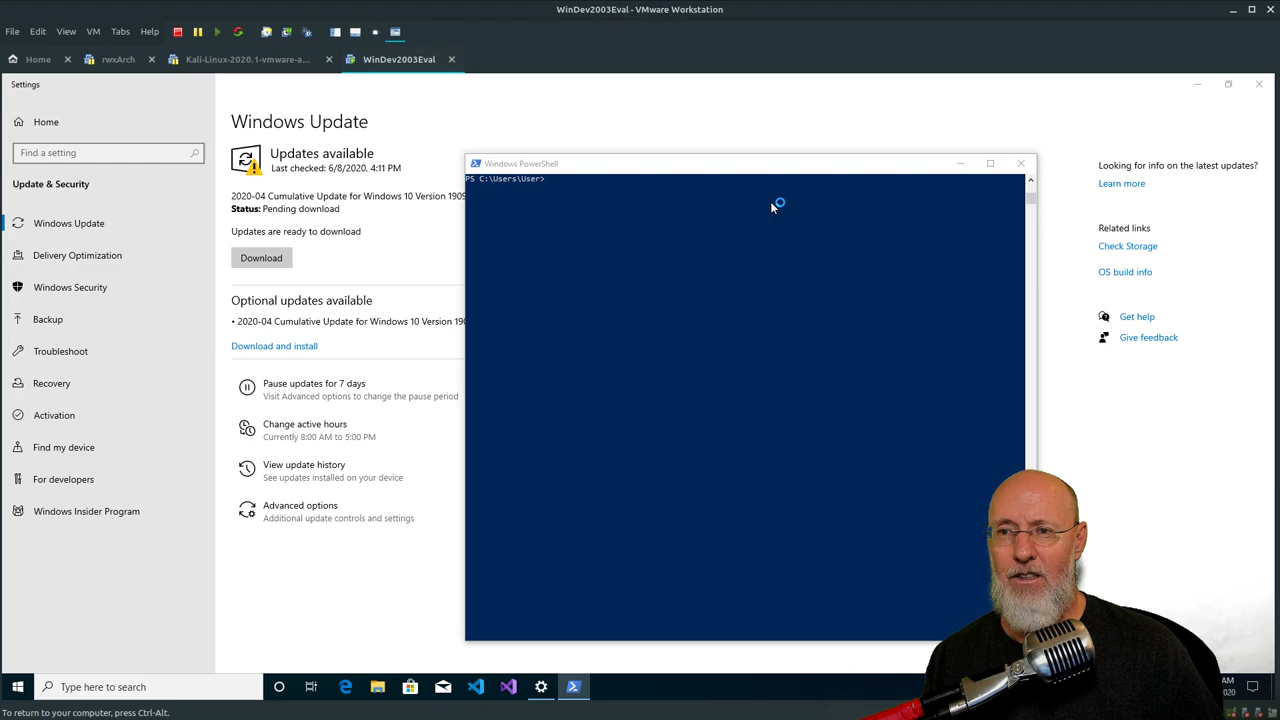 WinDev2003Eval - VMware Workstation
File Edit View VM Tabs Help
Home
rwxArch
Kali-Linux-2020.1-vmware-a...
WinDev2003Eval
Settings
Home
Find a setting
Update & Security
Windows Update
Delivery Optimization
Windows Security
Backup
Troubleshoot
Recovery
Activation
Find my device
For developers
Windows Insider Program
Windows Update
Updates available
Last checked: 6/8/2020, 4:11 PM
2020-04 Cumulative Update for Windows 10 Version 1909
Status: Pending download
Updates are ready to download
Download
Optional updates available
• 2020-04 Cumulative Update for Windows 10 Version 190
Download and install
Pause updates for 7 days
Visit Advanced options to change the pause period
Change active hours
Currently 8:00 AM to 5:00 PM
View update history
See updates installed on your device
Advanced options
Additional update controls and settings
Windows PowerShell
PS C:\Users\User>
Looking for info on the latest updates?
Learn more
Related links
Check Storage
OS build info
Get help
Give feedback
Type here to search
AM
020
To return to your computer, press Ctrl-Alt.